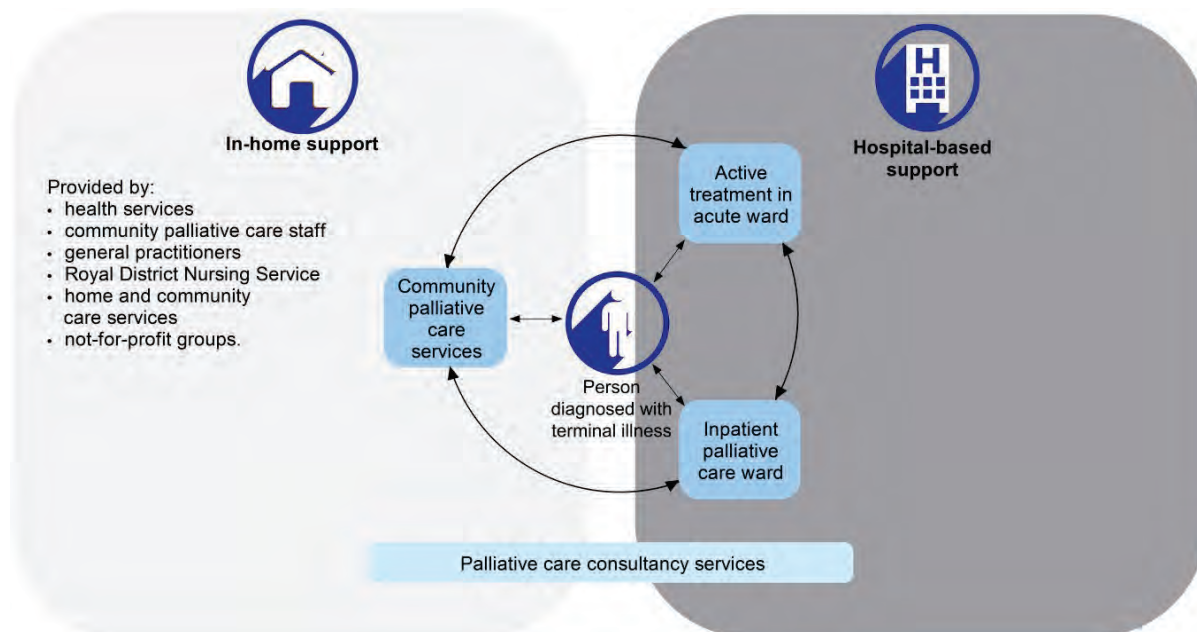 In-home support
Provided by:
• health services
• community palliative care staff
• general practitioners
• Royal District Nursing Service
• home and community
care services
• not-for-profit groups.
H
Hospital-based
support
Active
treatment in
acute ward
Community
palliative
care
services
Person
diagnosed with
terminal illness
Inpatient
palliative
care ward
Palliative care consultancy services